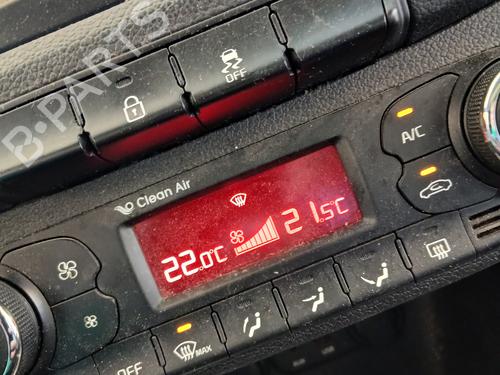 B-PARTS
OFF
A/C
Clean Air
22.0°C
21.5°C
MAX
OFF